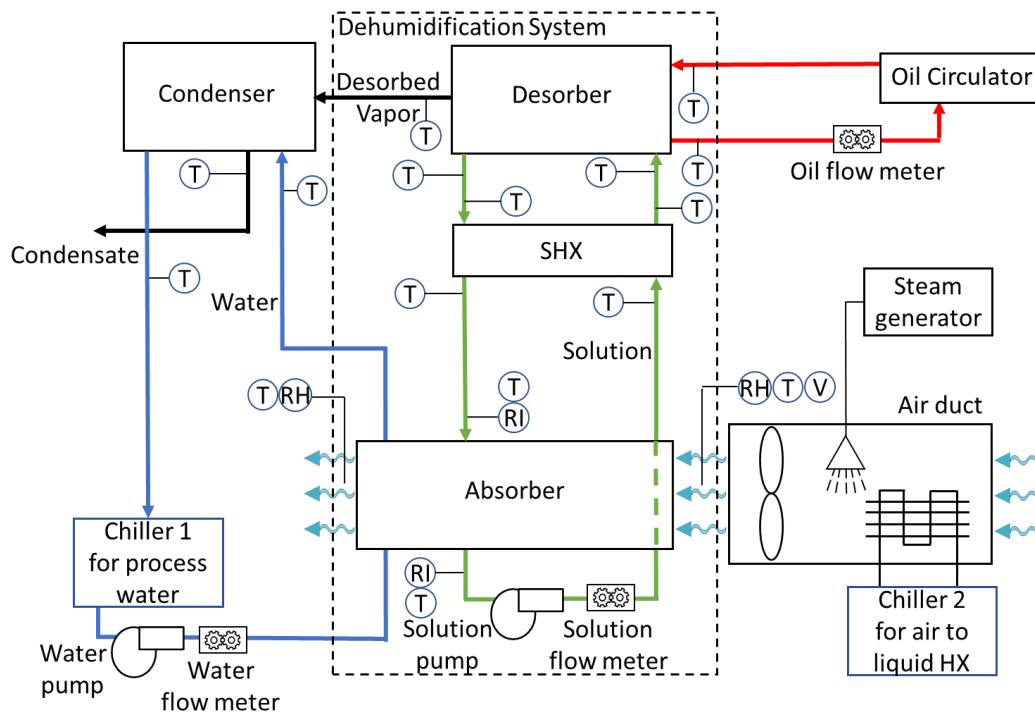 Dehumidification System
Condenser
Desorbed
Vapor
Desorber
Oil Circulator
T
T
T
Oil flow meter
T
T
T
T
T
T
T
Condensate
SHX
T
Water
T
T
Steam
generator
Solution
T
RH
T
RI
RH
T
V
Air duct
Absorber
Chiller 1
for process
water
RI
T
Chiller 2
for air to
liquid HX
Water
pump
Water
flow meter
Solution
pump
Solution
flow meter